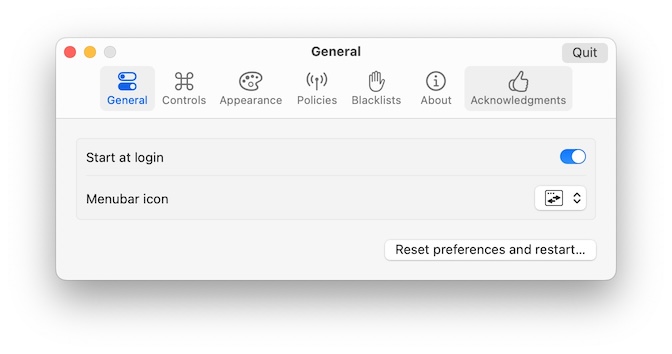 General
Quit
General
Controls
Appearance
Policies
Blacklists
About
Acknowledgments
Start at login
Menubar icon
Reset preferences and restart...